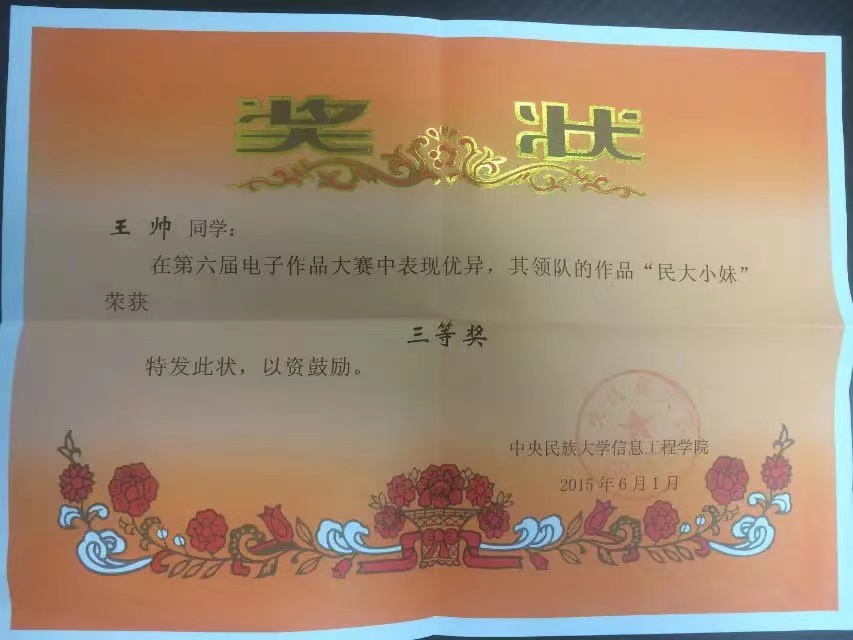 奖状
王帅 同学：
在第六届电子作品大赛中表现优异，其领队的作品“民大小妹”
荣获
三等奖
特发此状，以资鼓励。
中央民族大学信息工程学院
2015年6月1月